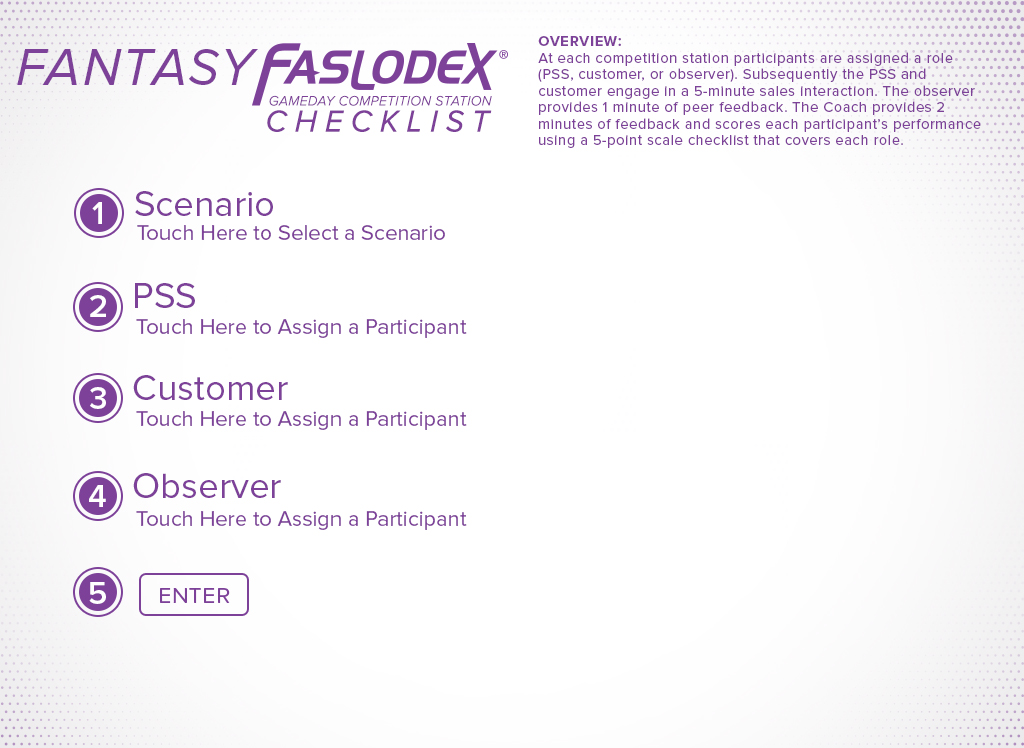 FANTASY FASLODEX®
GAMEDAY COMPETITION STATION
CHECKLIST
OVERVIEW:
At each competition station participants are assigned a role
(PSS, customer, or observer). Subsequently the PSS and
customer engage in a 5-minute sales interaction. The observer
provides 1 minute of peer feedback. The Coach provides 2
minutes of feedback and scores each participant's performance
using a 5-point scale checklist that covers each role.
1 Scenario
Touch Here to Select a Scenario
2 PSS
Touch Here to Assign a Participant
3 Customer
Touch Here to Assign a Participant
4 Observer
Touch Here to Assign a Participant
5 ENTER